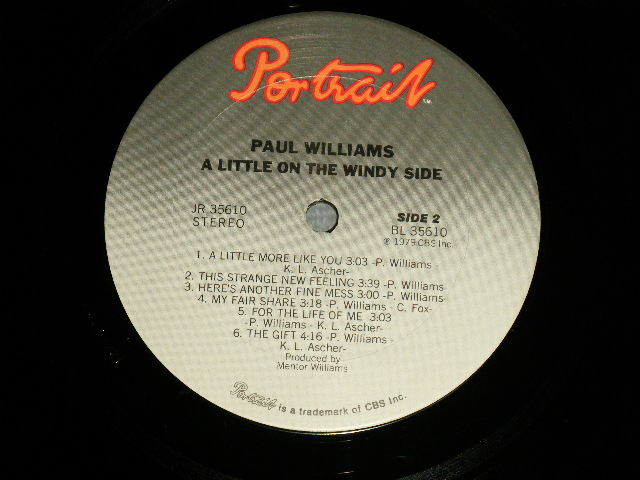 Portrait TM
PAUL WILLIAMS
A LITTLE ON THE WINDY SIDE
JR 35610
STEREO
SIDE 2
BL 35610
℗ 1979 CBS Inc.
1. A LITTLE MORE LIKE YOU 3:03 -P. Williams -
K. L. Ascher-
2. THIS STRANGE NEW FEELING 3:39 -P. Williams-
3. HERE'S ANOTHER FINE MESS 3:00 -P. Williams-
4. MY FAIR SHARE 3:18 -P. Williams - C. Fox-
5. FOR THE LIFE OF ME 3:03
-P. Williams - K. L. Ascher-
6. THE GIFT 4:16 -P. Williams -
K. L. Ascher-
Produced by
Mentor Williams
Portrait is a trademark of CBS Inc.